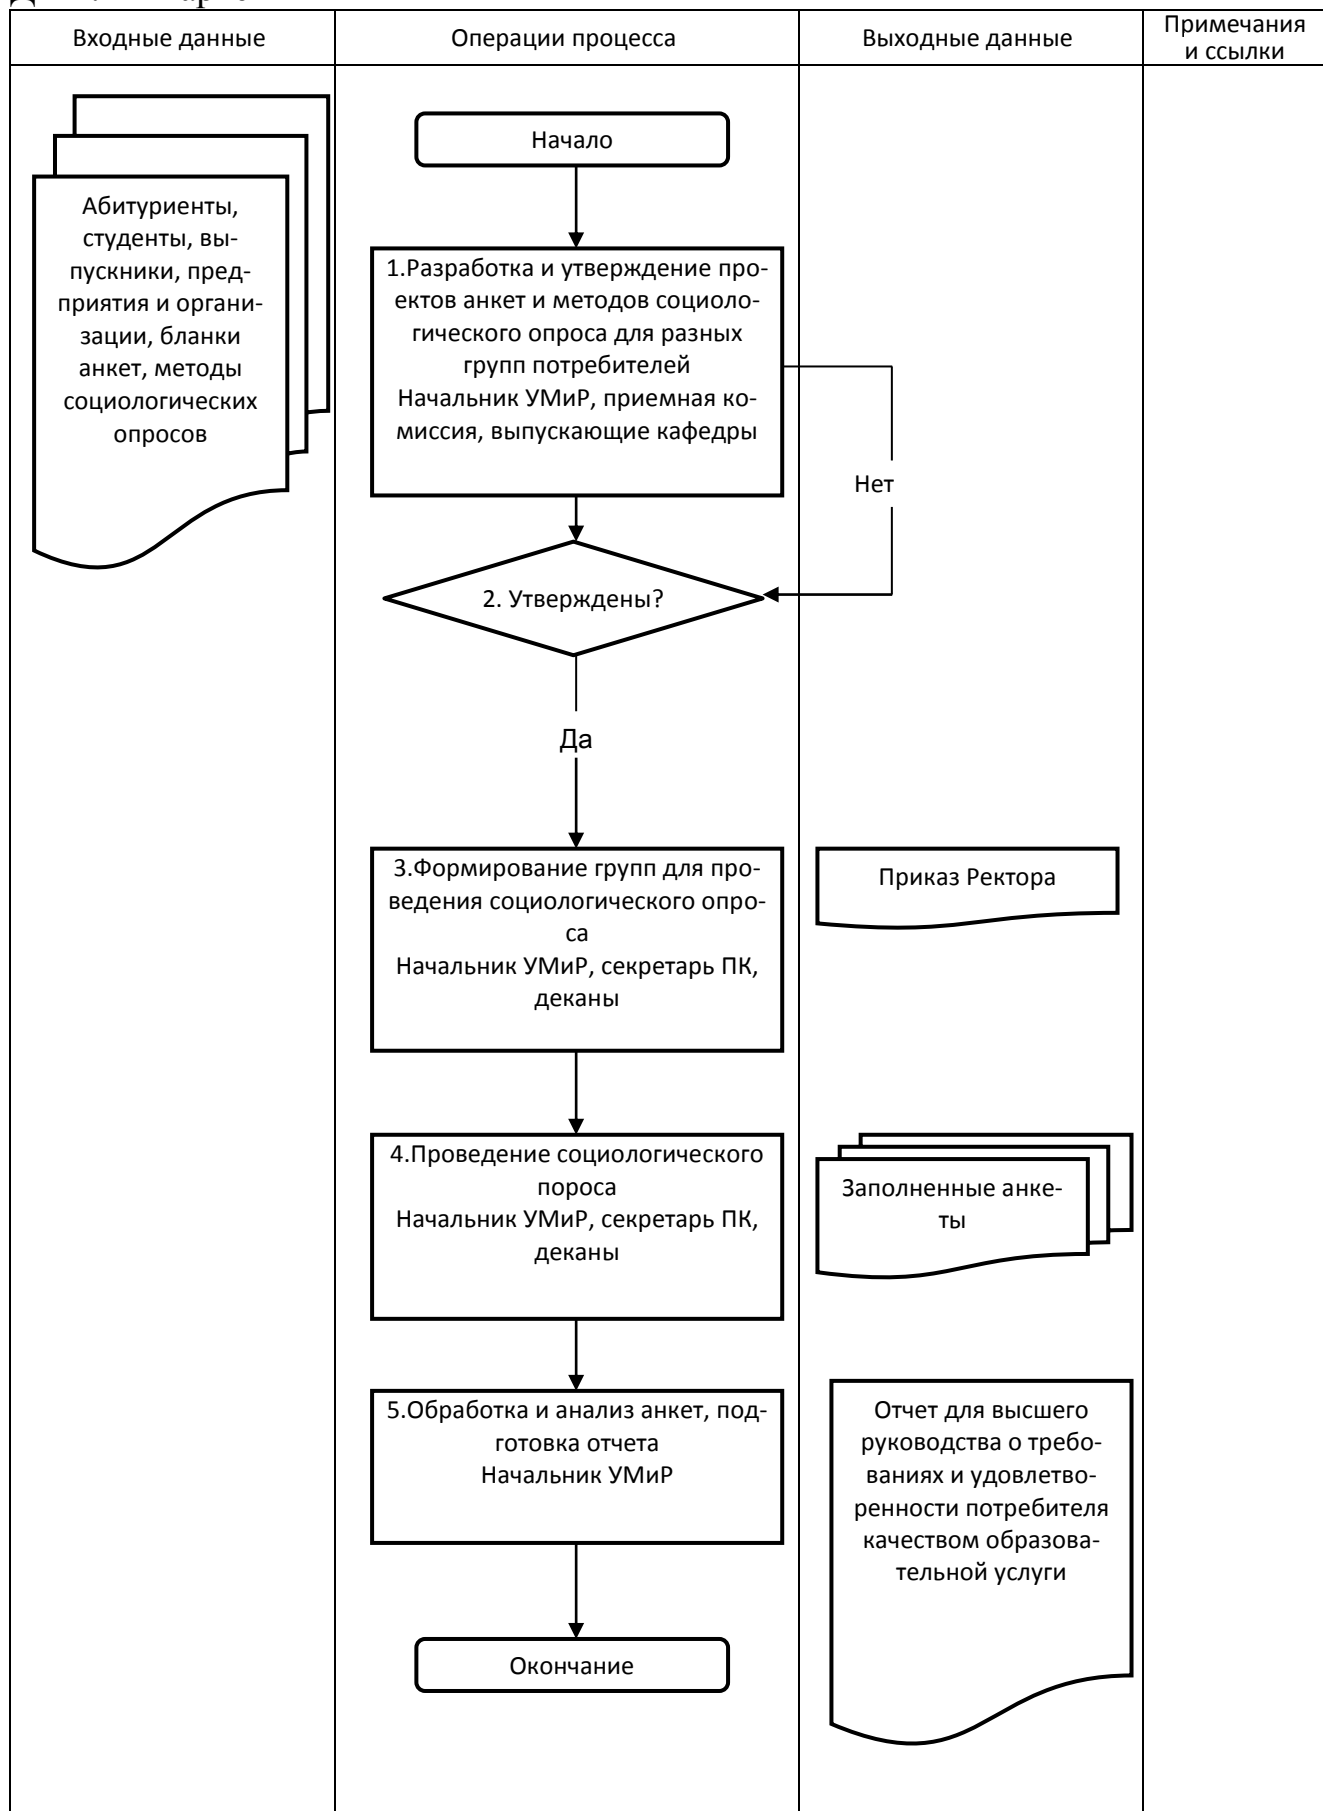 Входные данные
Операции процесса
Выходные данные
Примечания
и ссылки
Абитуриенты,
студенты, вы-
пускники, пред-
приятия и органи-
зации, бланки
анкет, методы
социологических
опросов
Начало
1.Разработка и утверждение про-
ектов анкет и методов социоло-
гического опроса для разных
групп потребителей
Начальник УМиР, приемная ко-
миссия, выпускающие кафедры
Нет
2. Утверждены?
Да
3.Формирование групп для про-
ведения социологического опро-
са
Начальник УМиР, секретарь ПК,
деканы
Приказ Ректора
4.Проведение социологического
пороса
Начальник УМиР, секретарь ПК,
деканы
Заполненные анке-
ты
5.Обработка и анализ анкет, под-
готовка отчета
Начальник УМиР
Отчет для высшего
руководства о требо-
ваниях и удовлетво-
ренности потребителя
качеством образова-
тельной услуги
Окончание